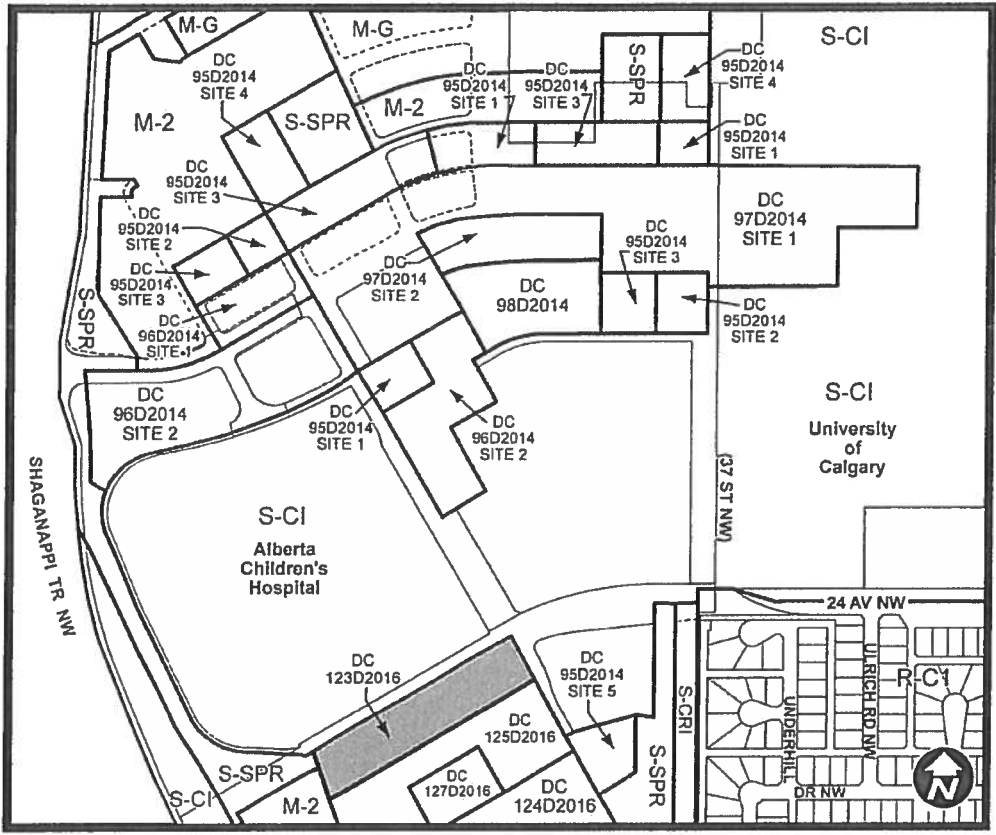 M-G
M-G
S-CI
DC
95D2014
SITE 4
DC
95D2014
SITE 1
DC
95D2014
SITE 3
S-SPR
DC
95D2014
SITE 4
M-2
S-SPR
M-2
DC
95D2014
SITE 1
DC
95D2014
SITE 3
DC
95D2014
SITE 2
DC
95D2014
SITE 3
DC
96D2014
SITE 1
S-SPR
DC
97D2014
SITE 2
DC
95D2014
SITE 3
DC
97D2014
SITE 1
98D2014
DC
95D2014
SITE 2
DC
96D2014
SITE 2
DC
95D2014
SITE 1
DC
96D2014
SITE 2
S-CI
University
of
Calgary
SHAGANAPPI TR NW
(37 ST NW)
S-CI
Alberta
Children's
Hospital
24 AV NW
DC
123D2016
DC
95D2014
SITE 5
S-CRI
S-SPR
UNDERHILL
DR NW
ULRICH RD NW
R-C1
DC
125D2016
S-SPR
S-CI
M-2
DC
127D2016
DC
124D2016
N